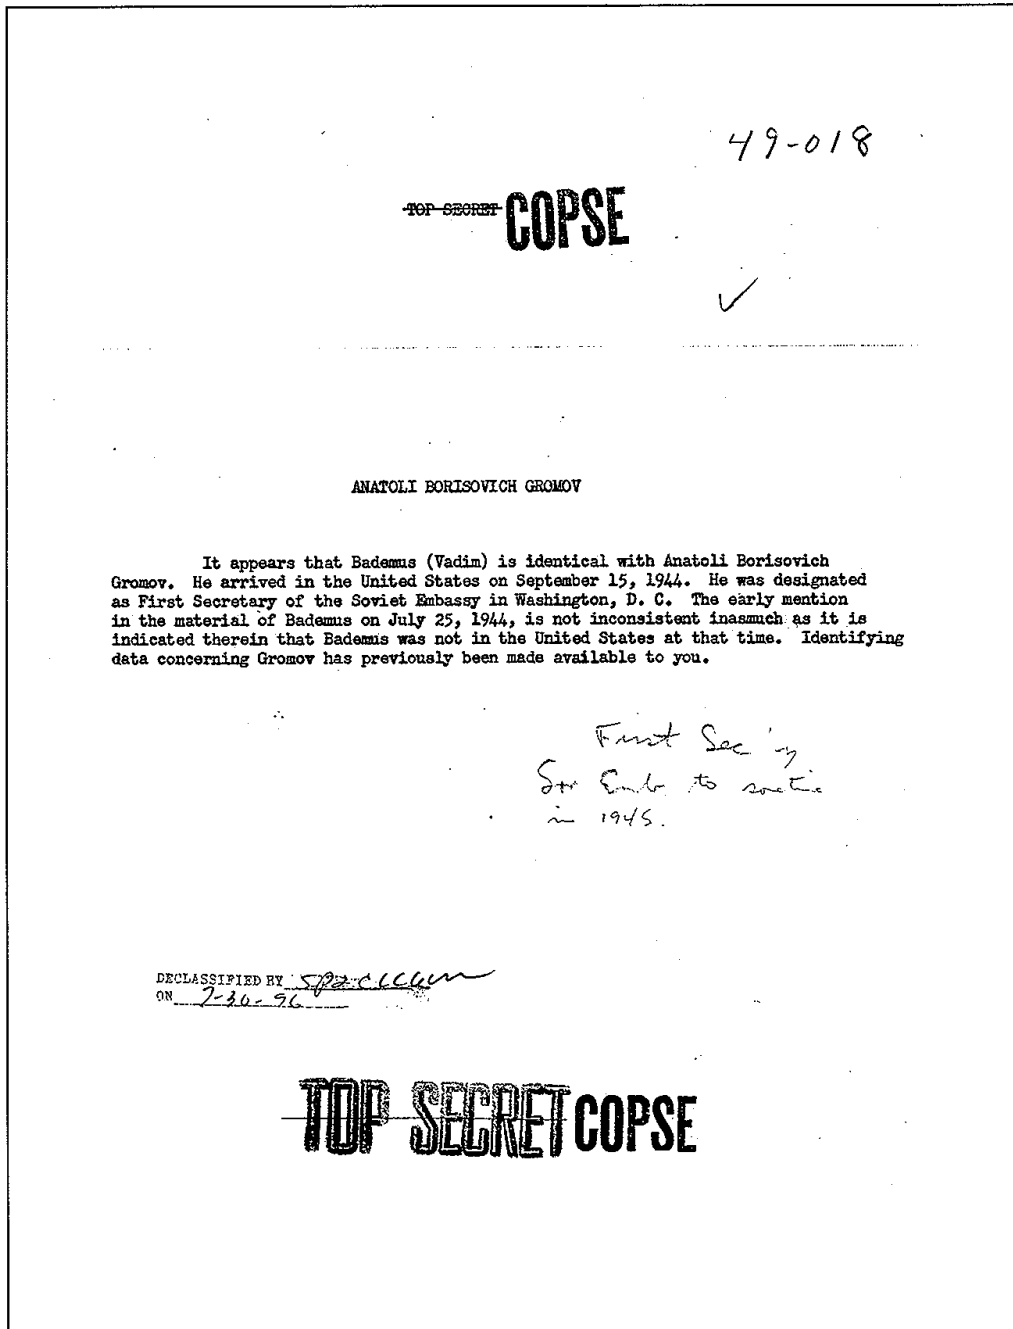 49-018
TOP SECRET COPSE
ANATOLI BORISOVICH GROMOV
It appears that Bademus (Vadim) is identical with Anatoli Borisovich
Gromov. He arrived in the United States on September 15, 1944. He was designated
as First Secretary of the Soviet Embassy in Washington, D. C. The early mention
in the material of Bademus on July 25, 1944, is not inconsistent inasmuch as it is
indicated therein that Bademus was not in the United States at that time. Identifying
data concerning Gromov has previously been made available to you.
First Sec'y
Sov Emb to
in 1945.
DECLASSIFIED BY
ON 7-30-96
TOP SECRET COPSE